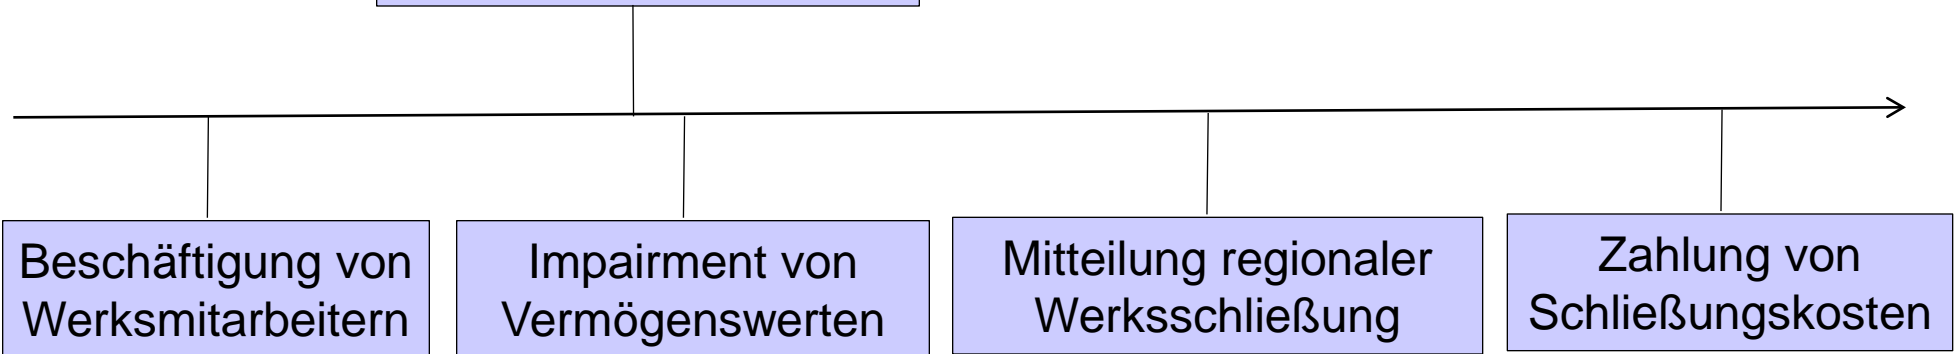 Beschäftigung von
Werksmitarbeitern
Impairment von
Vermögenswerten
Mitteilung regionaler
Werksschließung
Zahlung von
Schließungskosten